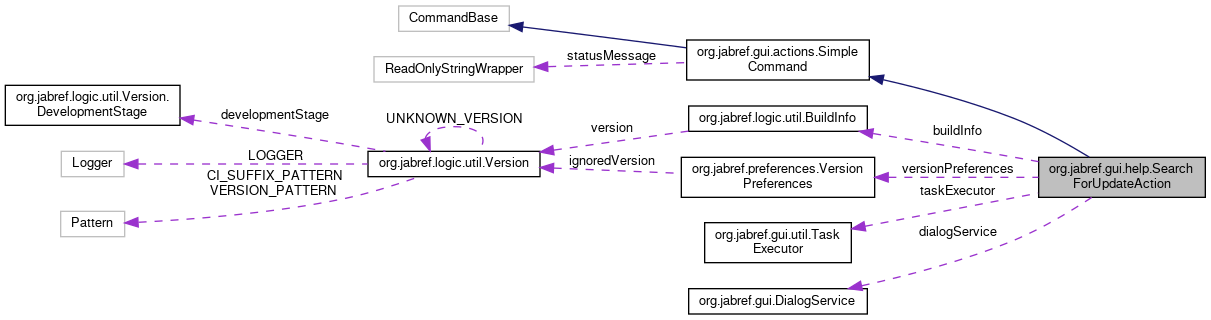 CommandBase
org.jabref.gui.actions.Simple
Command
statusMessage
ReadOnlyStringWrapper
org.jabref.logic.util.Version.
DevelopmentStage
developmentStage
UNKNOWN_VERSION
version
org.jabref.logic.util.BuildInfo
buildInfo
Logger
LOGGER
org.jabref.logic.util.Version
ignoredVersion
org.jabref.preferences.Version
Preferences
versionPreferences
org.jabref.gui.help.Search
ForUpdateAction
CI_SUFFIX_PATTERN
VERSION_PATTERN
taskExecutor
Pattern
org.jabref.gui.util.Task
Executor
dialogService
org.jabref.gui.DialogService